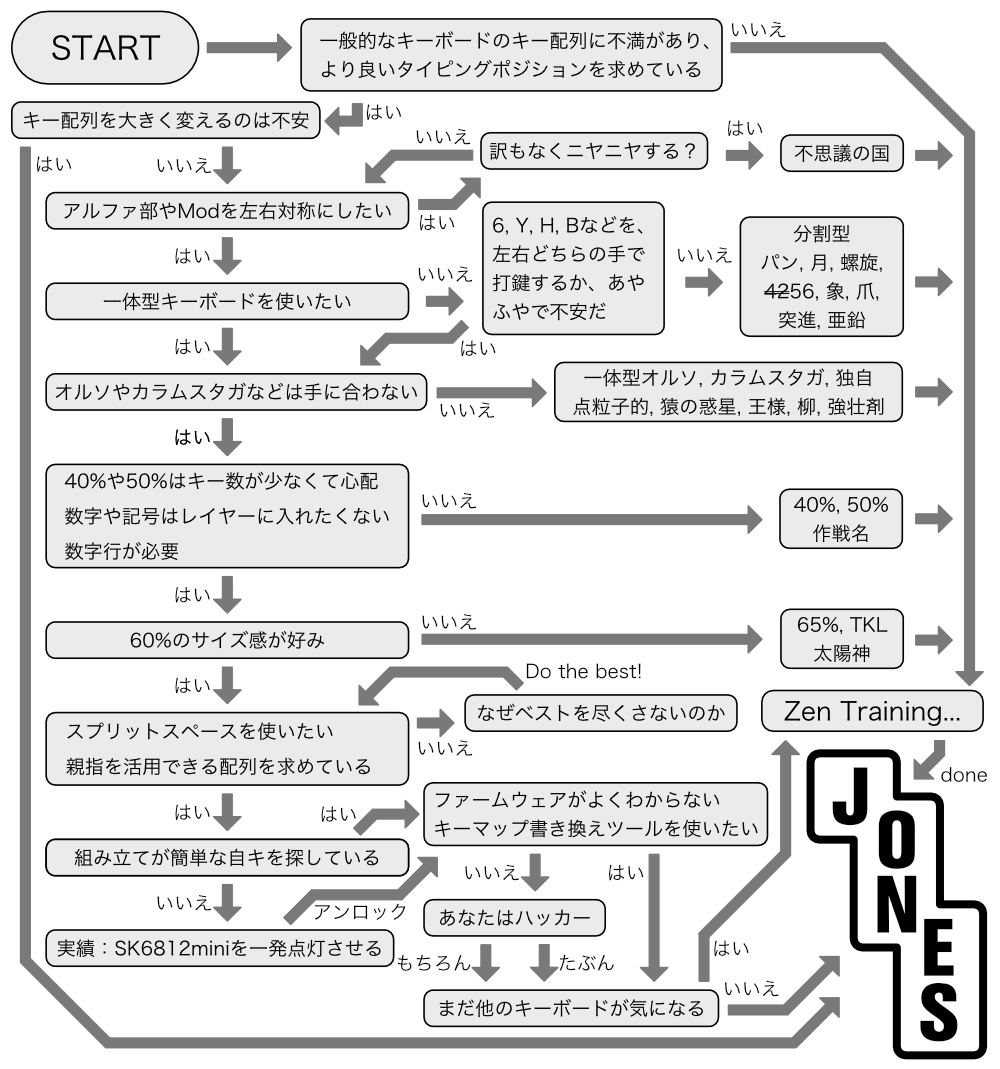 START
一般的なキーボードのキー配列に不満があり、
より良いタイピングポジションを求めている
いいえ
はい
キー配列を大きく変えるのは不安
はい
いいえ
いいえ
訳もなくニヤニヤする？
はい
不思議の国
アルファ部やModを左右対称にしたい
はい
はい
6, Y, H, Bなどを、
左右どちらの手で
打鍵するか、あや
ふやで不安だ
いいえ
分割型
パン, 月, 螺旋,
4256, 象, 爪,
突進, 亜鉛
一体型キーボードを使いたい
いいえ
はい
はい
オルソやカラムスタガなどは手に合わない
いいえ
一体型オルソ, カラムスタガ, 独自
点粒子的, 猿の惑星, 王様, 柳, 強壮剤
はい
40%や50%はキー数が少なくて心配
数字や記号はレイヤーに入れたくない
数字行が必要
いいえ
40%, 50%
作戦名
はい
60%のサイズ感が好み
いいえ
65%, TKL
太陽神
はい
Do the best!
スプリットスペースを使いたい
親指を活用できる配列を求めている
いいえ
なぜベストを尽くさないのか
Zen Training...
done
はい
はい
ファームウェアがよくわからない
キーマップ書き換えツールを使いたい
組み立てが簡単な自キを探している
いいえ
アンロック
いいえ
はい
あなたはハッカー
実績：SK6812miniを一発点灯させる
もちろん
たぶん
はい
まだ他のキーボードが気になる
いいえ
JONES